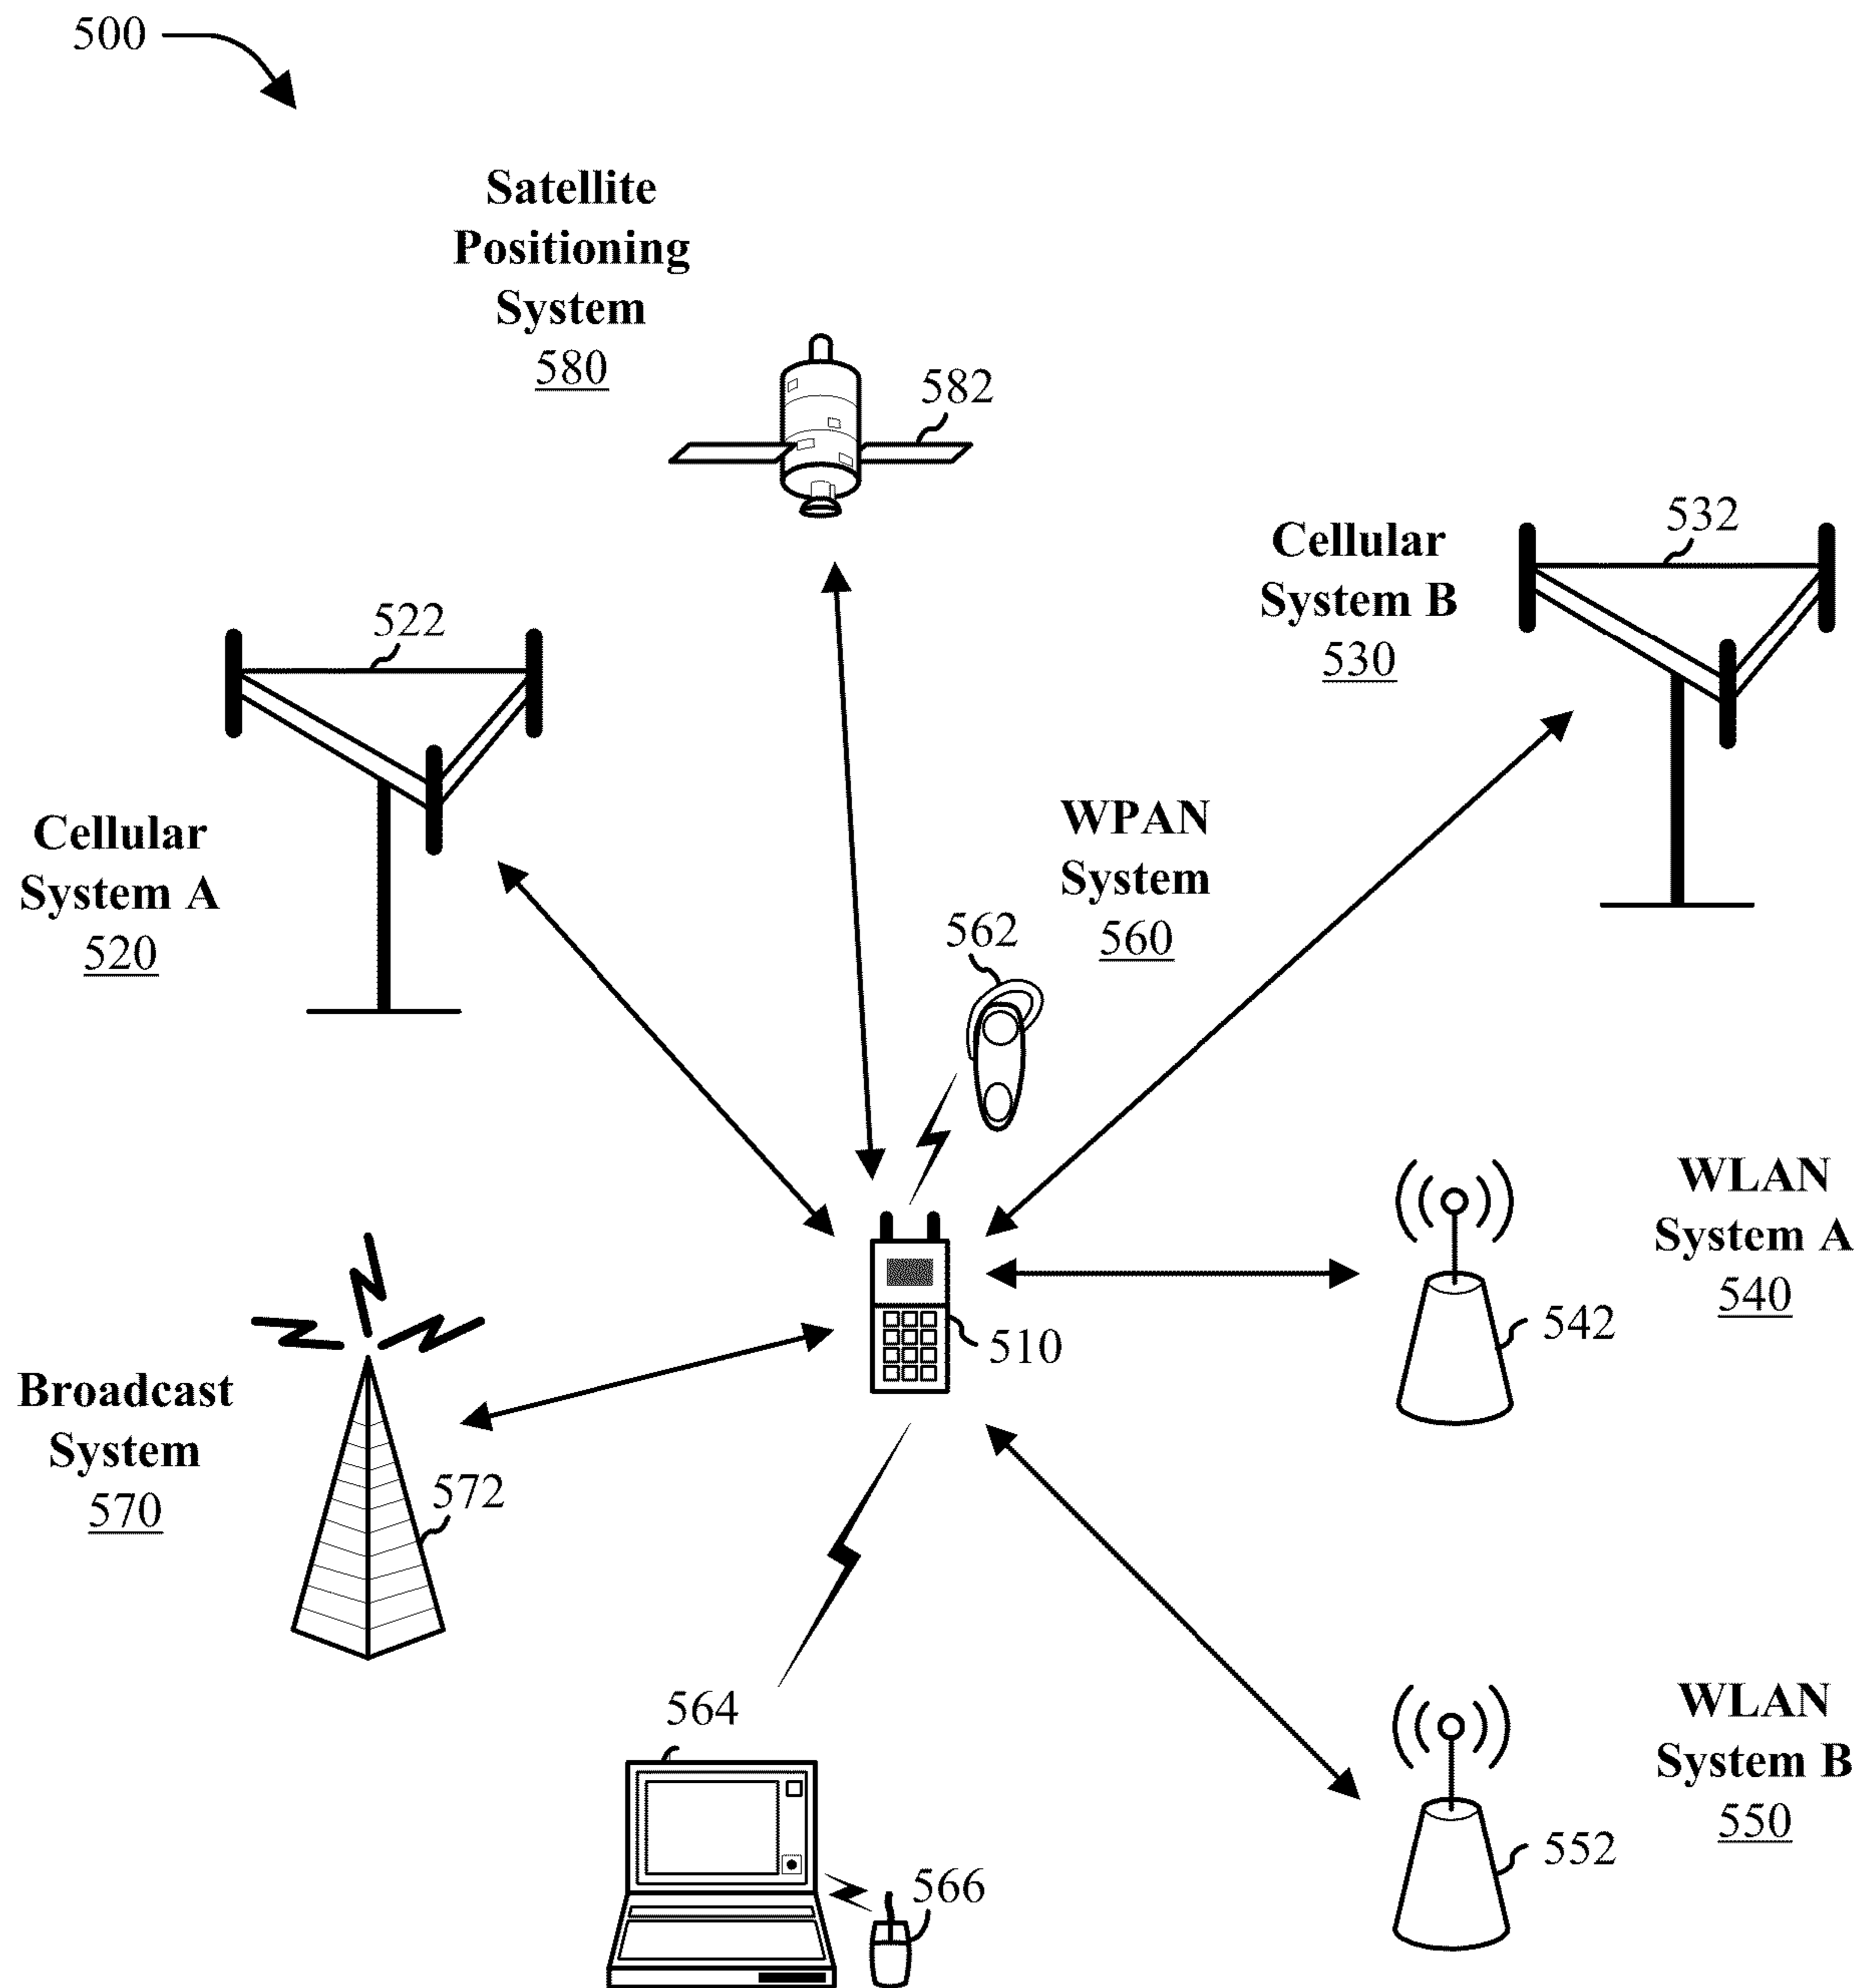 500
Satellite
Positioning
System
580
582
Cellular
System B
530
532
522
Cellular
System A
520
WPAN
System
560
562
WLAN
System A
540
542
510
Broadcast
System
570
572
564
566
WLAN
System B
550
552